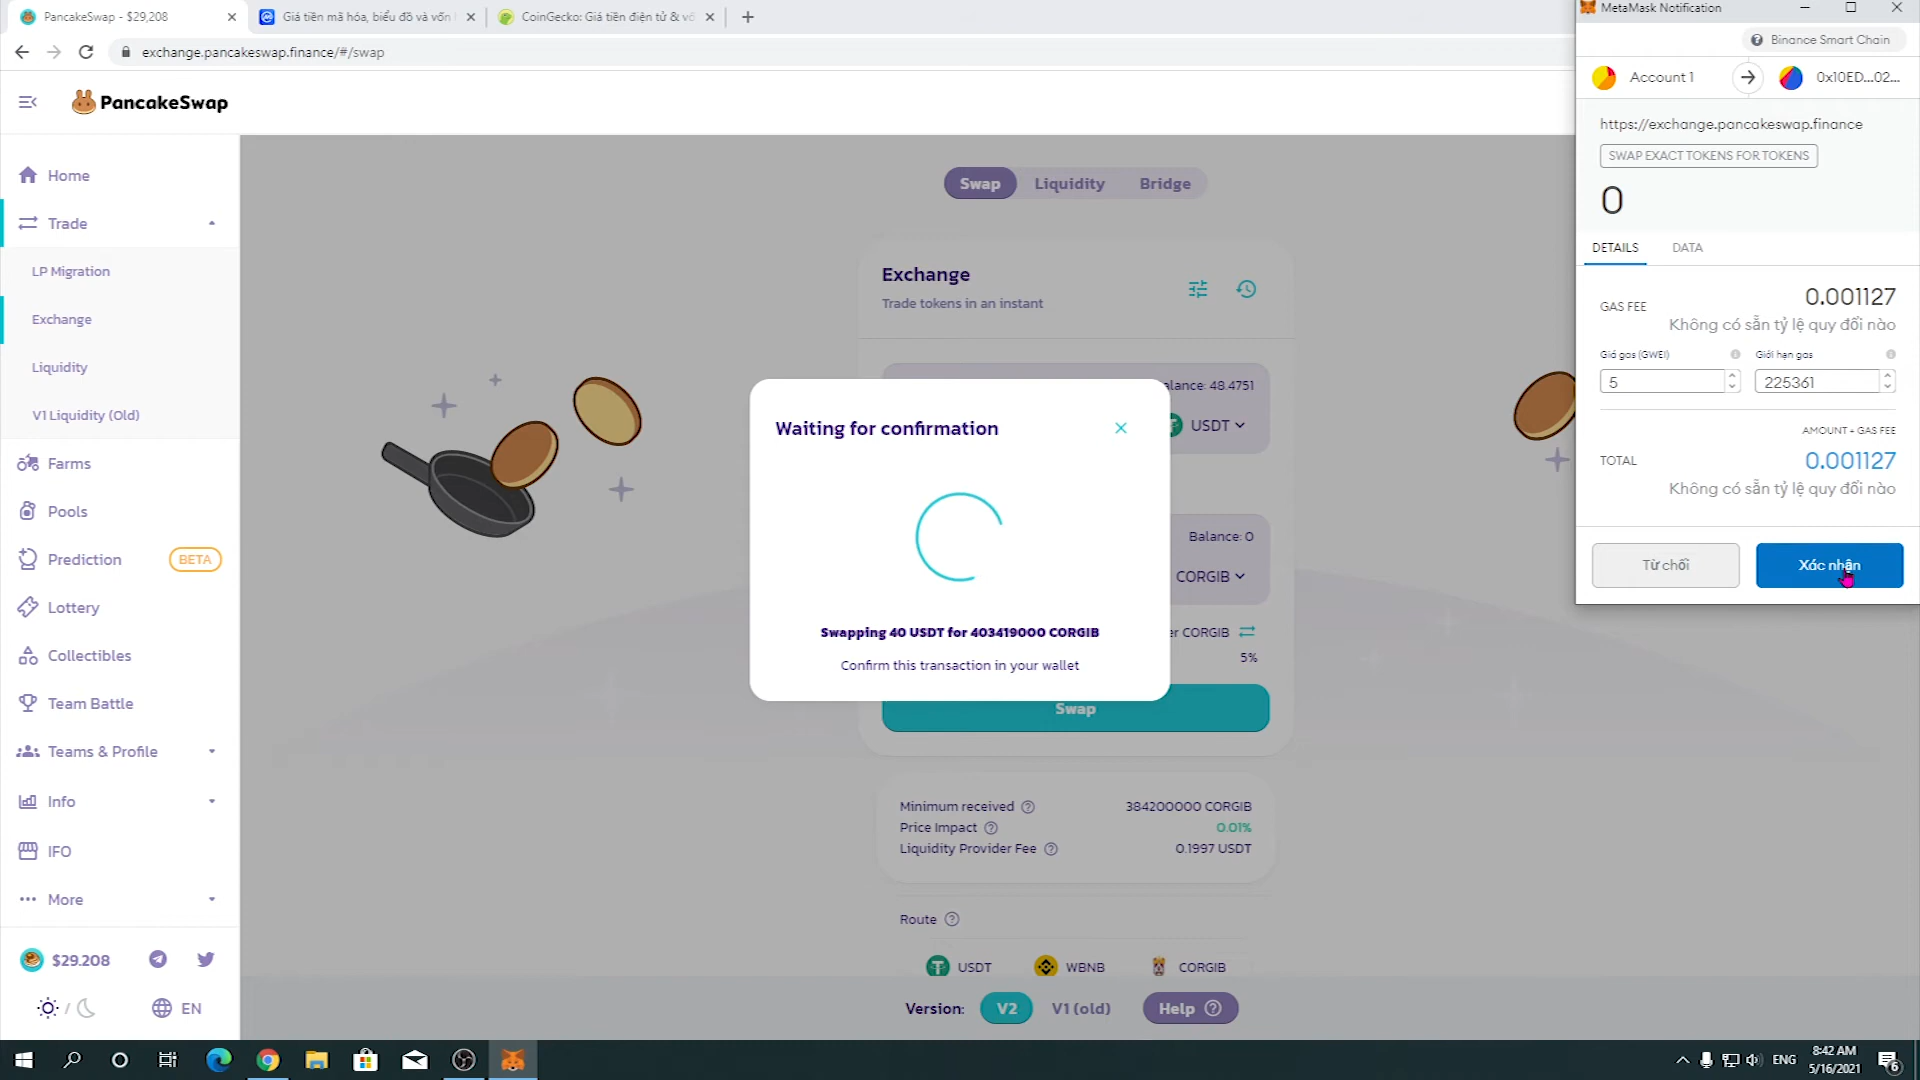 PancakeSwap - $29,208
Giá tiền mã hóa, biểu đồ và vốn
CoinGecko: Giá tiền điện tử & vố
exchange.pancakeswap.finance/#/swap
PancakeSwap
Home
Trade
LP Migration
Exchange
Liquidity
V1 Liquidity (Old)
Farms
Pools
Prediction
BETA
Lottery
Collectibles
Team Battle
Teams & Profile
Info
IFO
More
$29.208
/
EN
Swap
Liquidity
Bridge
Exchange
Trade tokens in an instant
alance: 48.4751
USDT
Balance: 0
CORGIB
er CORGIB
5%
Swap
Waiting for confirmation
Swapping 40 USDT for 403419000 CORGIB
Confirm this transaction in your wallet
Minimum received
384200000 CORGIB
Price Impact
0.01%
Liquidity Provider Fee
0.1997 USDT
Route
USDT
WBNB
CORGIB
Version:
V2
V1 (old)
Help
MetaMask Notification
Binance Smart Chain
Account 1
0x10ED...02...
https://exchange.pancakeswap.finance
SWAP EXACT TOKENS FOR TOKENS
0
DETAILS
DATA
GAS FEE
0.001127
Không có sẵn tỷ lệ quy đổi nào
Giá gas (GWEI)
Giới hạn gas
5
225361
AMOUNT + GAS FEE
TOTAL
0.001127
Không có sẵn tỷ lệ quy đổi nào
Từ chối
Xác nhận
ENG
8:42 AM
5/16/2021
6